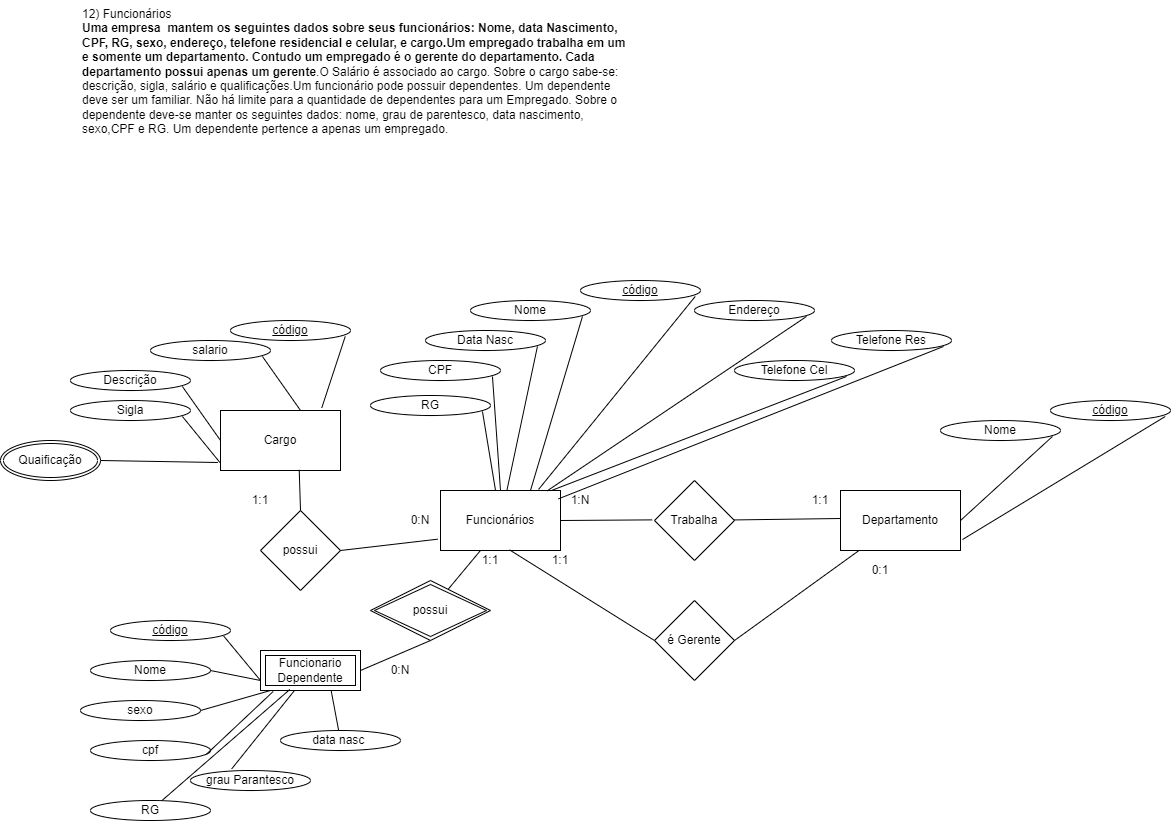 12) Funcionários
Uma empresa  mantem os seguintes dados sobre seus funcionários: Nome, data Nascimento,
CPF, RG, sexo, endereço, telefone residencial e celular, e cargo.Um empregado trabalha em um
e somente um departamento. Contudo um empregado é o gerente do departamento. Cada
departamento possui apenas um gerente.O Salário é associado ao cargo. Sobre o cargo sabe-se:
descrição, sigla, salário e qualificações.Um funcionário pode possuir dependentes. Um dependente
deve ser um familiar. Não há limite para a quantidade de dependentes para um Empregado. Sobre o
dependente deve-se manter os seguintes dados: nome, grau de parentesco, data nascimento,
sexo,CPF e RG. Um dependente pertence a apenas um empregado.
código
Nome
Endereço
código
Data Nasc
Telefone Res
salario
CPF
Telefone Cel
Descrição
RG
Sigla
código
Nome
Cargo
Quaificação
1:1
0:N
Funcionários
1:N
Trabalha
1:1
Departamento
possui
1:1
1:1
0:1
possui
é Gerente
código
Funcionario
Dependente
0:N
Nome
sexo
data nasc
cpf
grau Parantesco
RG